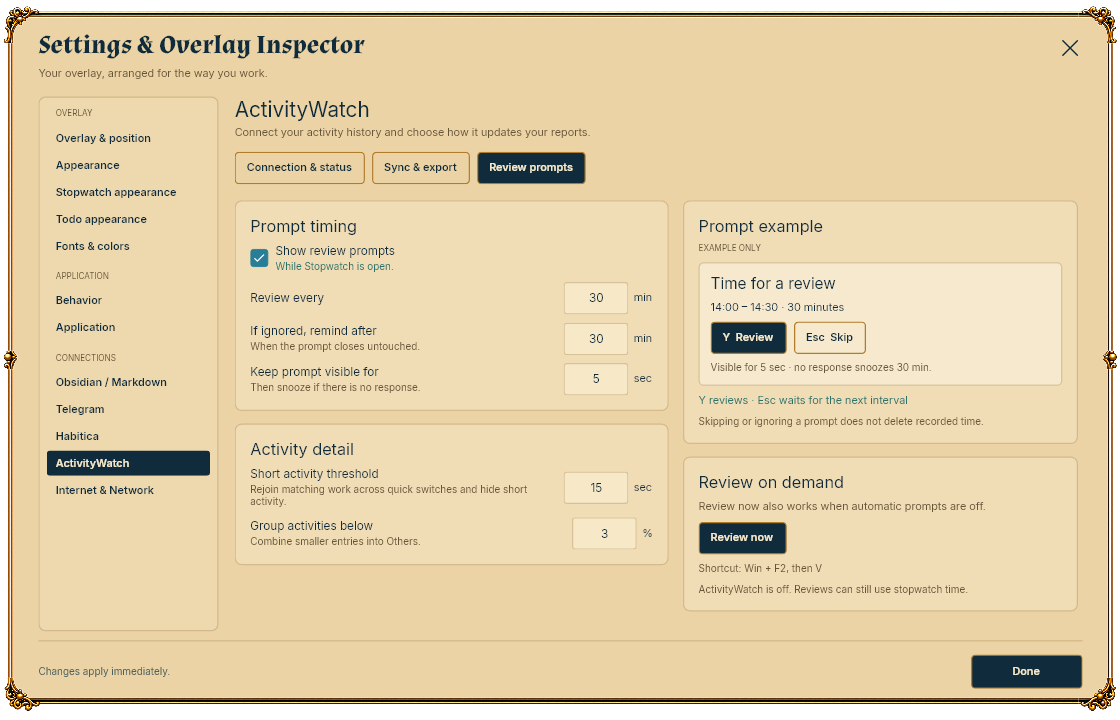 Settings & Overlay Inspector
Your overlay, arranged for the way you work.
OVERLAY
Overlay & position
Appearance
Stopwatch appearance
Todo appearance
Fonts & colors
APPLICATION
Behavior
Application
CONNECTIONS
Obsidian / Markdown
Telegram
Habitica
ActivityWatch
Internet & Network
ActivityWatch
Connect your activity history and choose how it updates your reports.
Connection & status
Sync & export
Review prompts
Prompt timing
Show review prompts
While Stopwatch is open.
Review every
30 min
If ignored, remind after
When the prompt closes untouched.
30 min
Keep prompt visible for
Then snooze if there is no response.
5 sec
Activity detail
Short activity threshold
Rejoin matching work across quick switches and hide short
activity.
15 sec
Group activities below
Combine smaller entries into Others.
3 %
Prompt example
EXAMPLE ONLY
Time for a review
14:00 – 14:30 · 30 minutes
Y Review
Esc Skip
Visible for 5 sec · no response snoozes 30 min.
Y reviews · Esc waits for the next interval
Skipping or ignoring a prompt does not delete recorded time.
Review on demand
Review now also works when automatic prompts are off.
Review now
Shortcut: Win + F2, then V
ActivityWatch is off. Reviews can still use stopwatch time.
Changes apply immediately.
Done